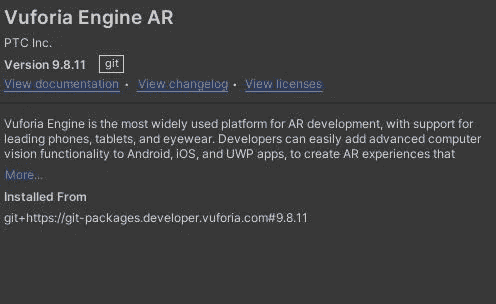 Vuforia Engine AR
PTC Inc.
Version 9.8.11 git
View documentation • View changelog • View licenses
Vuforia Engine is the most widely used platform for AR development, with support for
leading phones, tablets, and eyewear. Developers can easily add advanced computer
vision functionality to Android, iOS, and UWP apps, to create AR experiences that
More...
Installed From
git+https://git-packages.developer.vuforia.com#9.8.11